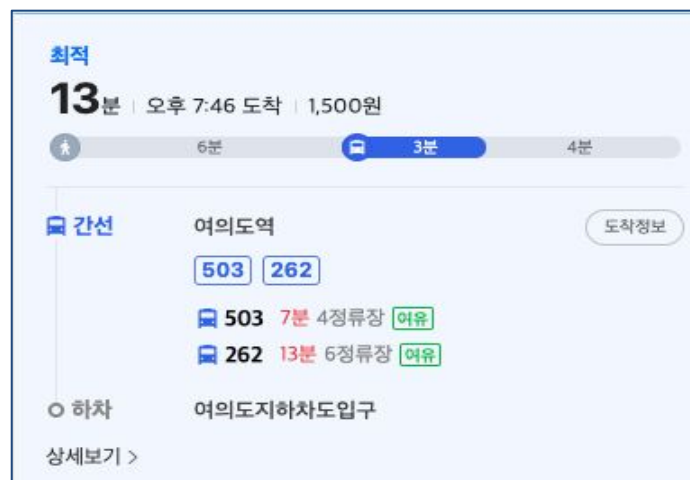 최적
13분 | 오후 7:46 도착 | 1,500원
6분 3분 4분
간선 여의도역 도착정보
503 262
503 7분 4정류장 여유
262 13분 6정류장 여유
하차 여의도지하차도입구
상세보기 >